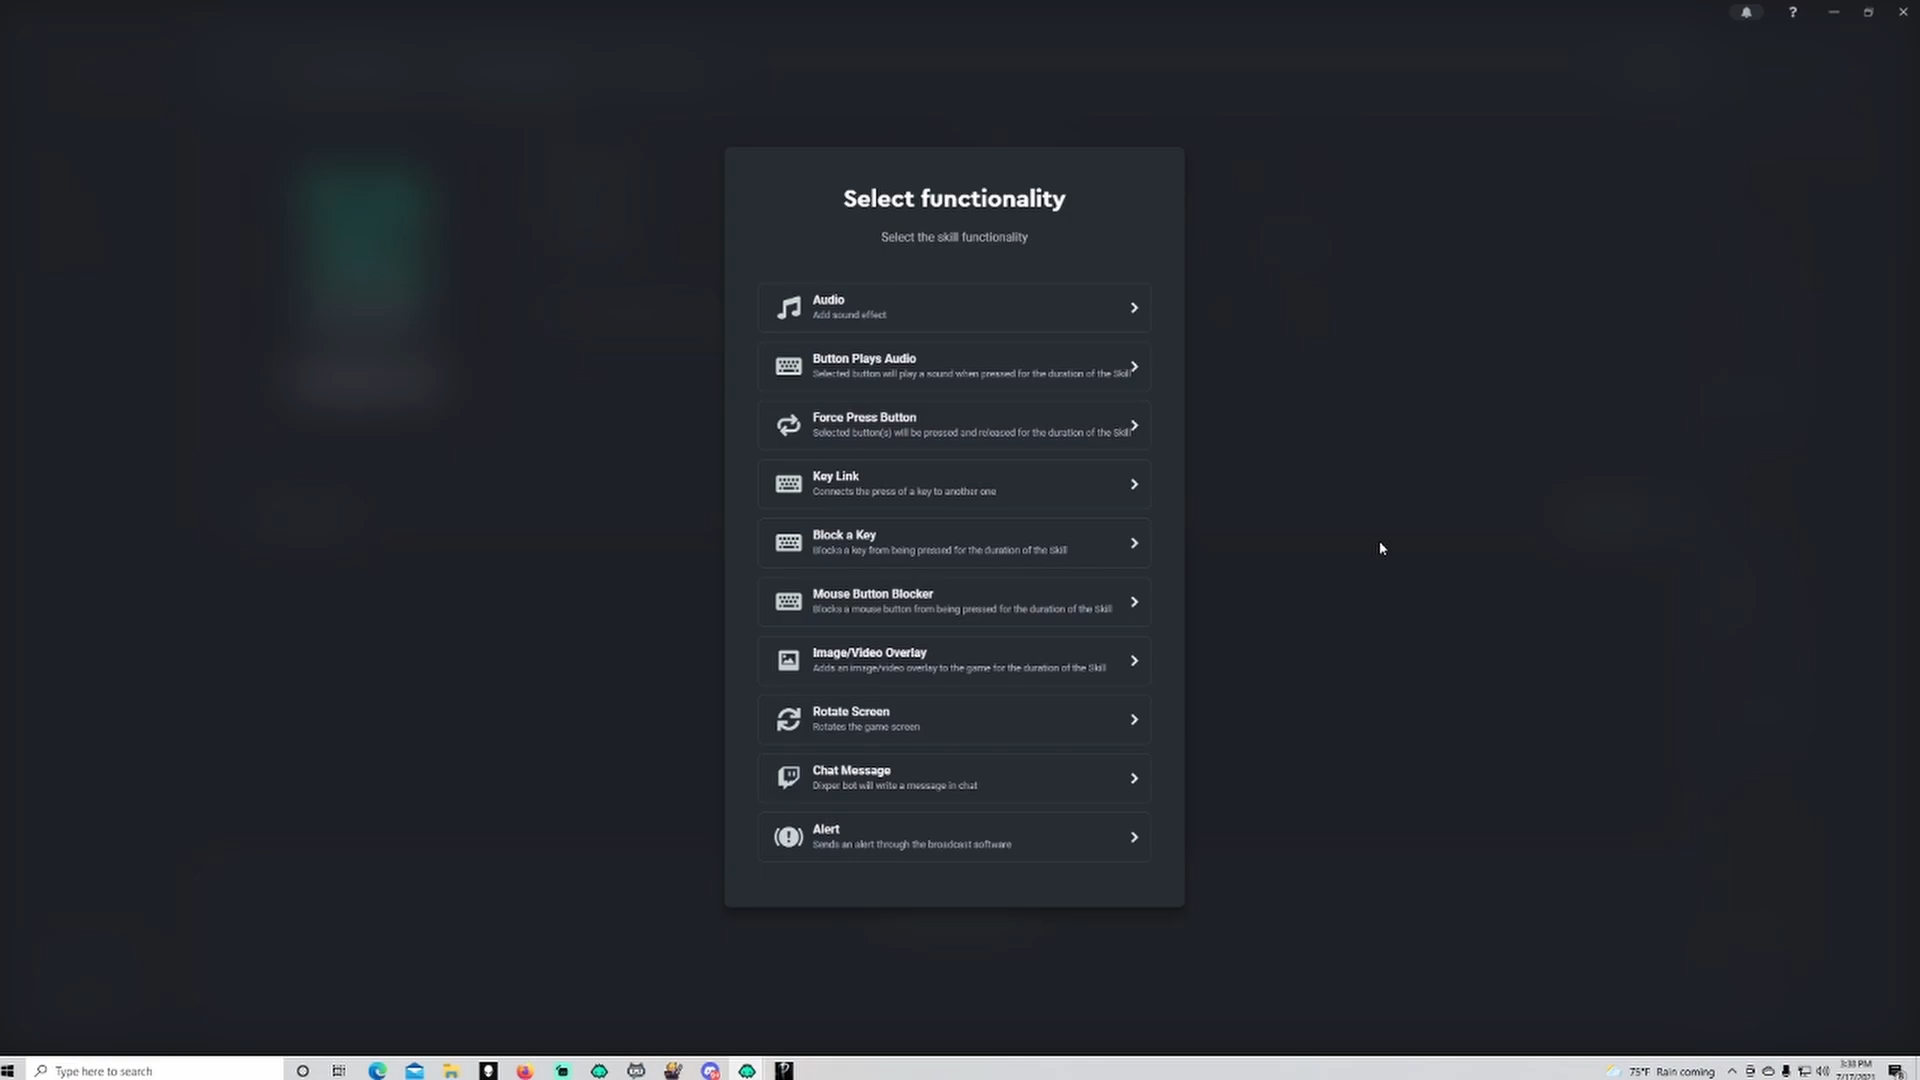 Select functionality
Select the skill functionality
Audio
Add sound effect
Button Plays Audio
Selected button will play a sound when pressed for the duration of the Skill
Force Press Button
Selected button(s) will be pressed and released for the duration of the Skill
Key Link
Connects the press of a key to another one
Block a Key
Blocks a key from being pressed for the duration of the Skill
Mouse Button Blocker
Blocks a mouse button from being pressed for the duration of the Skill
Image/Video Overlay
Adds an image/video overlay to the game for the duration of the Skill
Rotate Screen
Rotates the game screen
Chat Message
Dixper bot will write a message in chat
Alert
Sends an alert through the broadcast software
Type here to search
75°F Rain coming
3:33 PM
7/17/2021